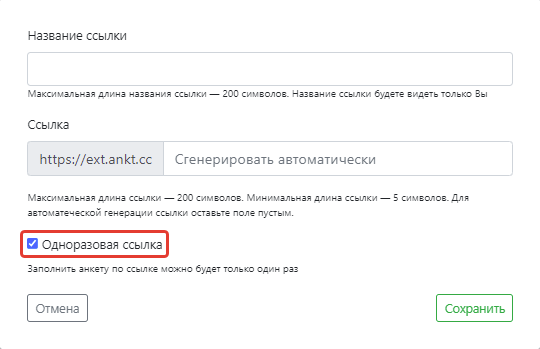 Название ссылки
Максимальная длина названия ссылки — 200 символов. Название ссылки будете видеть только Вы
Ссылка
https://ext.ankt.cc Сгенерировать автоматически
Максимальная длина ссылки — 200 символов. Минимальная длина ссылки — 5 символов. Для
автоматеческой генерации ссылки оставьте поле пустым.
Одноразовая ссылка
Заполнить анкету по ссылке можно будет только один раз
Отмена Сохранить